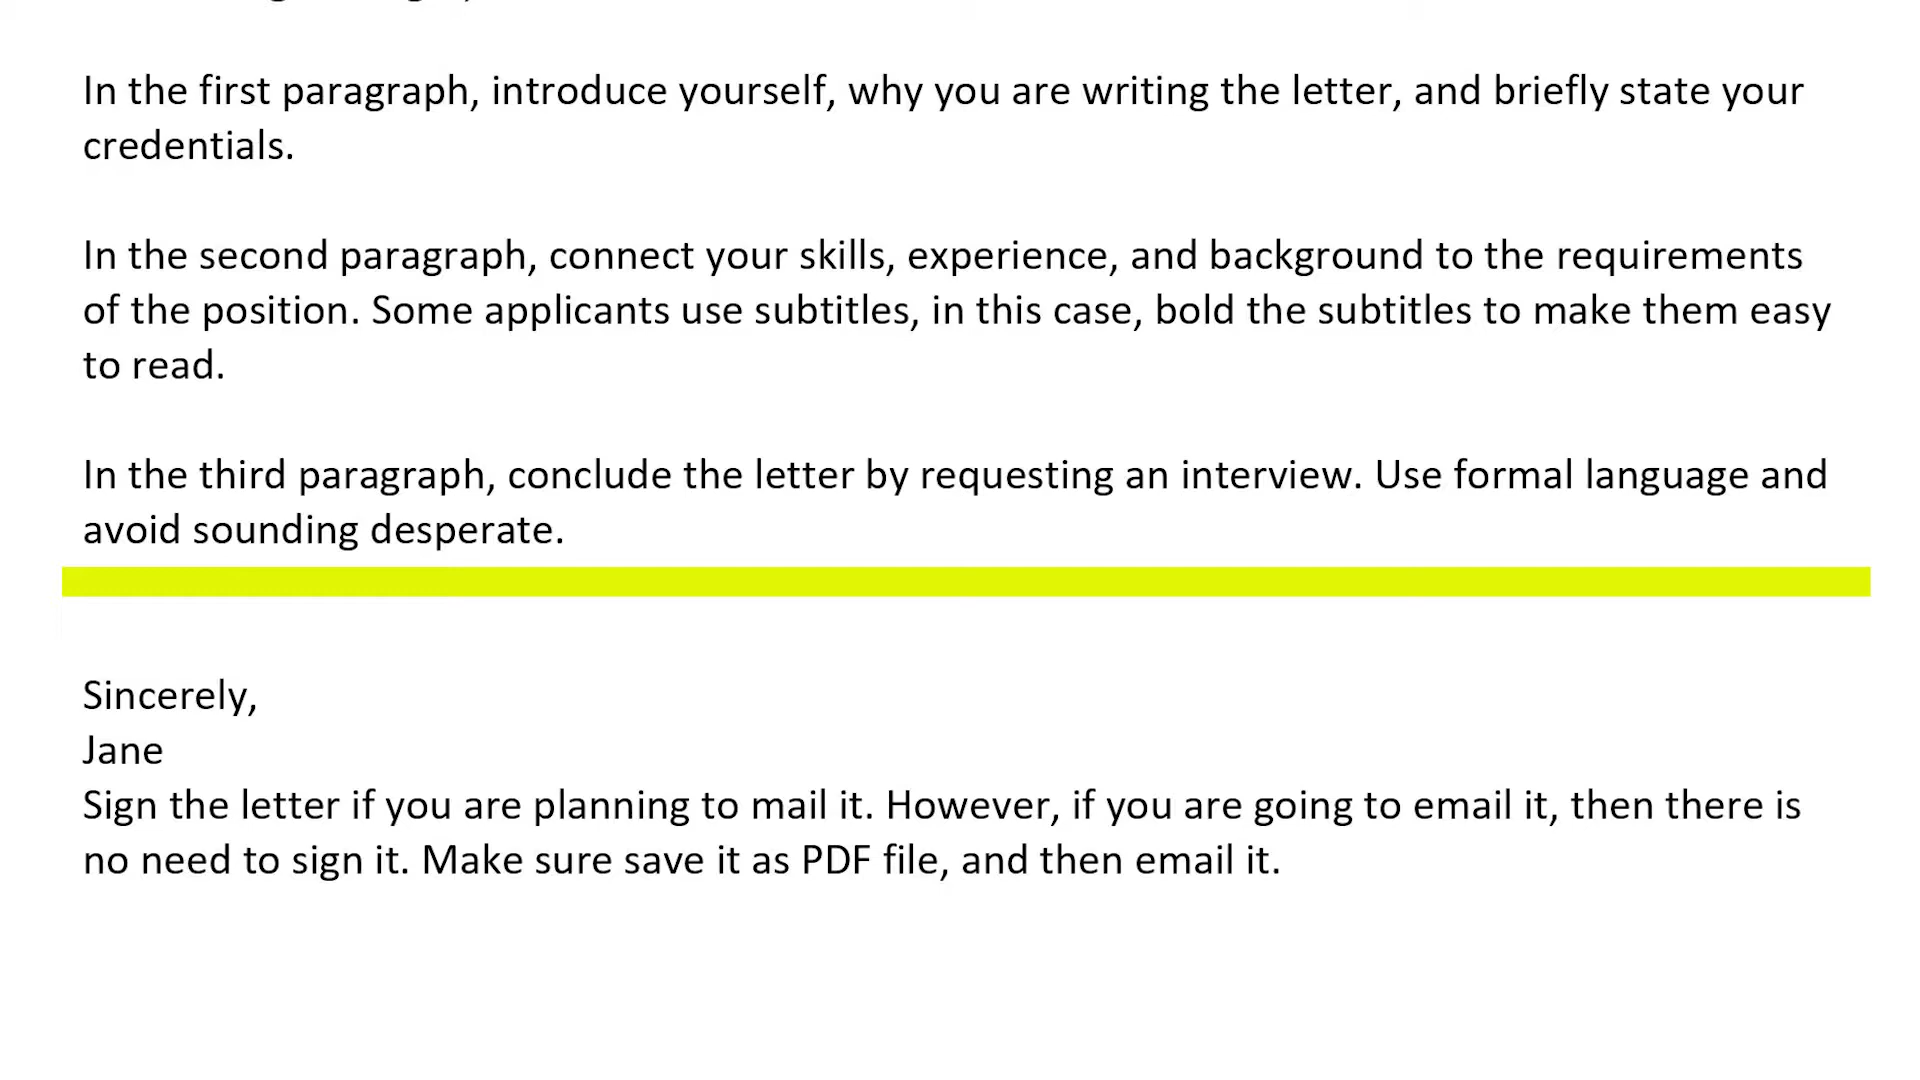 In the first paragraph, introduce yourself, why you are writing the letter, and briefly state your
credentials.
In the second paragraph, connect your skills, experience, and background to the requirements
of the position. Some applicants use subtitles, in this case, bold the subtitles to make them easy
to read.
In the third paragraph, conclude the letter by requesting an interview. Use formal language and
avoid sounding desperate.
Sincerely,
Jane
Sign the letter if you are planning to mail it. However, if you are going to email it, then there is
no need to sign it. Make sure save it as PDF file, and then email it.